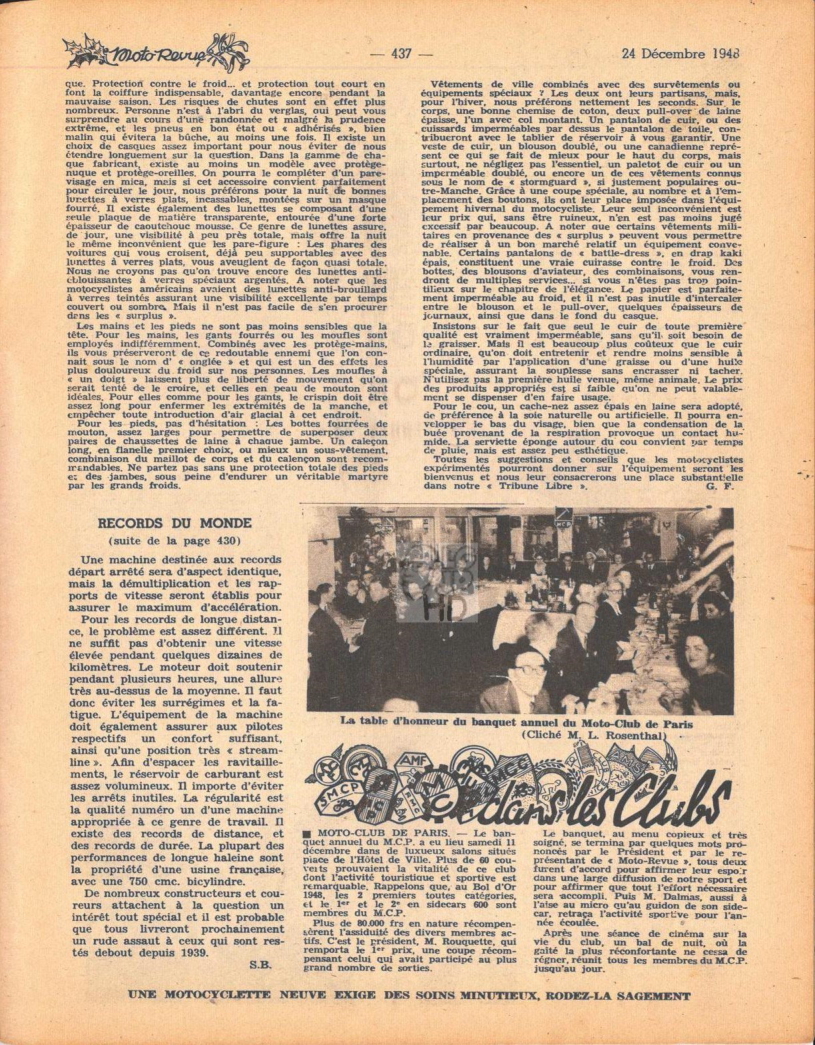 Moto-Revue
— 437 —
24 Décembre 1948
que. Protection contre le froid... et protection tout court en
font la coiffure indispensable, davantage encore pendant la
mauvaise saison. Les risques de chutes sont en effet plus
nombreux. Personne n'est à l'abri du verglas, oui peut vous
surprendre au cours d'une randonnée et malgré la prudence
extrême, et les pneus en bon état ou « adhérisés », bien
malin qui évitera la bûche, au moins une fois. Il existe un
choix de casques assez important pour nous éviter de nous
étendre longuement sur la question. Dans la gamme de cha-
que fabricant, existe au moins un modèle avec protège-
nuque et protège-oreilles. On pourra le compléter d'un pare-
visage en mica, mais si cet accessoire convient parfaitement
pour circuler le jour, nous préférons pour la nuit de bonnes
lunettes à verres plats, incassables, montées sur un masque
fourré. Il existe également des lunettes se composant d'une
seule plaque de matière transparente, entourée d'une forte
épaisseur de caoutchouc mousse. Ce genre de lunettes assure,
de jour, une visibilité à peu près totale, mais offre la nuit
le même inconvénient que les pare-figure : Les phares des
voitures qui vous croisent, déjà peu supportables avec des
lunettes à verres plats, vous aveuglent de façon quasi totale.
Nous ne croyons pas qu'on trouve encore des lunettes anti-
éblouissantes à verres spéciaux argentés. A noter que les
motocyclistes américains avoient des lunettes anti-brouillard
à verres teintés assurant une visibilité excellente par temps
couvert ou sombre. Mais il n'est pas facile de s'en procurer
dens les « surplus ».
Les mains et les pieds ne sont pas moins sensibles que la
tête. Pour les mains, les gants fourrés ou les moufles sont
employés indifféremment. Combinés avec les protège-mains,
ils vous préserveront de ce redoutable ennemi que l'on con-
naît sous le nom d' « onglée » et qui est un des effets les
plus douloureux du froid sur nos personnes. Les moufles à
« un doigt » laissent plus de liberté de mouvement qu'on
serait tenté de le croire, et celles en peau de mouton sont
idéales. Pour elles comme pour les gants, le crispin doit être
assez long pour enfermer les extrémités de la manche, et
empêcher toute introduction d'air glacial à cet endroit.
Pour les pieds, pas d'hésitation : Les bottes fourrées de
mouton, assez larges pour permettre de superposer deux
paires de chaussettes de laine à chaque jambe. Un caleçon
long, en flanelle premier choix, ou mieux un sous-vêtement,
combinaison du maillot de corps et du caleçon sont recom-
mandables. Ne partez pas sans une protection totale des pieds
et des jambes, sous peine d'endurer un véritable martyre
par les grands froids.
Vêtements de ville combinés avec des survêtements ou
équipements spéciaux ? Les deux ont leurs partisans, mais,
pour l'hiver, nous préférons nettement les seconds. Sur le
corps, une bonne chemise de coton, deux pull-over de laine
épaisse, l'un avec col montant. Un pantalon de cuir, ou des
cuissards imperméables par dessus le pantalon de toile, con-
tribueront avec le tablier de réservoir à vous garantir. Une
veste de cuir, un blouson doublé, ou une canadienne repré-
sent ce qui se fait de mieux pour le haut du corps, mais
surtout, ne négligez pas l'essentiel, un paletot de cuir ou un
imperméable doublé, ou encore un de ces vêtements connus
sous le nom de « stormguard », si justement populaires ou-
tre-Manche. Grâce à une coupe spéciale, au nombre et à l'em-
placement des boutons, ils ont leur place imposée dans l'équi-
pement hivernal du motocycliste. Leur seul inconvénient est
leur prix qui, sans être ruineux, n'en est pas moins jugé
excessif par beaucoup. A noter que certains vêtements mili-
taires en provenance des « surplus » peuvent vous permettre
de réaliser à un bon marché relatif un équipement conve-
nable. Certains pantalons de « battle-dress », en drap kaki
épais, constituent une vraie cuirasse contre le froid. Des
bottes, des blousons d'aviateur, des combinaisons, vous ren-
dront de multiples services... si vous n'êtes pas trop poin-
tilleux sur le chapitre de l'élégance. Le papier est parfaite-
ment imperméable au froid, et il n'est pas inutile d'intercaler
entre le blouson et le pull-over, quelques épaisseurs de
journaux, ainsi que dans le fond du casque.
Insistons sur le fait que seul le cuir de toute première
qualité est vraiment imperméable, sans qu'il soit besoin de
le graisser. Mais il est beaucoup plus coûteux que le cuir
ordinaire, qu'on doit entretenir et rendre moins sensible à
l'humidité par l'application d'une graisse ou d'une huile
spéciale, assurant la souplesse sans encrasser ni tacher.
N'utilisez pas la première huile venue, même animale. Le prix
des produits appropriés est si faible qu'on ne peut valable-
ment se dispenser d'en faire usage.
Pour le cou, un cache-nez assez épais en laine sera adopté,
de préférence à la soie naturelle ou artificielle. Il pourra en-
velopper le bas du visage, bien que la condensation de la
buée provenant de la respiration provoque un contact hu-
mide. La serviette éponge autour du cou convient par temps
de pluie, mais est assez peu esthétique.
Toutes les suggestions et conseils que les motocyclistes
expérimentés pourront donner sur l'équipement seront les
bienvenus et nous leur consacrerons une place substantielle
dans notre « Tribune Libre ».
G. F.
RECORDS DU MONDE
(suite de la page 430)
Une machine destinée aux records
départ arrêté sera d'aspect identique,
mais la démultiplication et les rap-
ports de vitesse seront établis pour
assurer le maximum d'accélération.
Pour les records de longue distan-
ce, le problème est assez différent. Il
ne suffit pas d'obtenir une vitesse
élevée pendant quelques dizaines de
kilomètres. Le moteur doit soutenir
pendant plusieurs heures, une allure
très au-dessus de la moyenne. Il faut
donc éviter les surrégimes et la fa-
tigue. L'équipement de la machine
doit également assurer aux pilotes
respectifs un confort suffisant,
ainsi qu'une position très « stream-
line ». Afin d'espacer les ravitaille-
ments, le réservoir de carburant est
assez volumineux. Il importe d'éviter
les arrêts inutiles. La régularité est
la qualité numéro un d'une machine
appropriée à ce genre de travail. Il
existe des records de distance, et
des records de durée. La plupart des
performances de longue haleine sont
la propriété d'une usine française,
avec une 750 cmc. bicylindre.
De nombreux constructeurs et cou-
reurs attachent à la question un
intérêt tout spécial et il est probable
que tous livreront prochainement
un rude assaut à ceux qui sont res-
tés debout depuis 1939.
S.B.
HD
La table d'honneur du banquet annuel du Moto-Club de Paris
(Cliché M. L. Rosenthal)
SMCP
AMF
dans les Clubs
■ MOTO-CLUB DE PARIS. — Le ban-
quet annuel du M.C.P. a eu lieu samedi 11
décembre dans de luxueux salons situés
place de l'Hôtel de Ville. Plus de 60 cou-
verts prouvaient la vitalité de ce club
dont l'activité touristique et sportive est
remarquable. Rappelons que, au Bol d'Or
1948, les 2 premiers toutes catégories,
et le 1er et le 2e en sidecars 600 sont
membres du M.C.P.
Plus de 80.000 frs en nature récompen-
sèrent l'assiduité des divers membres ac-
tifs. C'est le président, M. Rouquette, qui
remporta le 1er prix, une coupe récom-
pensant celui qui avait participé au plus
grand nombre de sorties.
Le banquet, au menu copieux et très
soigné, se termina par quelques mots pro-
noncés par le Président et par le re-
présentant de « Moto-Revue », tous deux
furent d'accord pour affirmer leur espoir
dans une large diffusion de notre sport et
pour affirmer que tout l'effort nécessaire
sera accompli. Puis M. Dalmas, aussi à
l'aise au micro qu'au guidon de son side-
car, retraça l'activité sportive pour l'an-
née écoulée.
Après une séance de cinéma sur la
vie du club, un bal de nuit, où la
gaîté la plus réconfortante ne cessa de
régner, réunit tous les membres du M.C.P.
jusqu'au jour.
UNE MOTOCYCLETTE NEUVE EXIGE DES SOINS MINUTIEUX, RODEZ-LA SAGEMENT